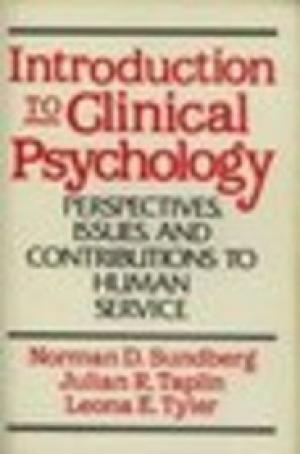 Introduction
TO Clinical
Psychology
PERSPECTIVES,
ISSUES, AND
CONTRIBUTIONS TO
HUMAN
SERVICE
Norman D. Sundberg
Julian R. Taplin
Leona E. Tyler